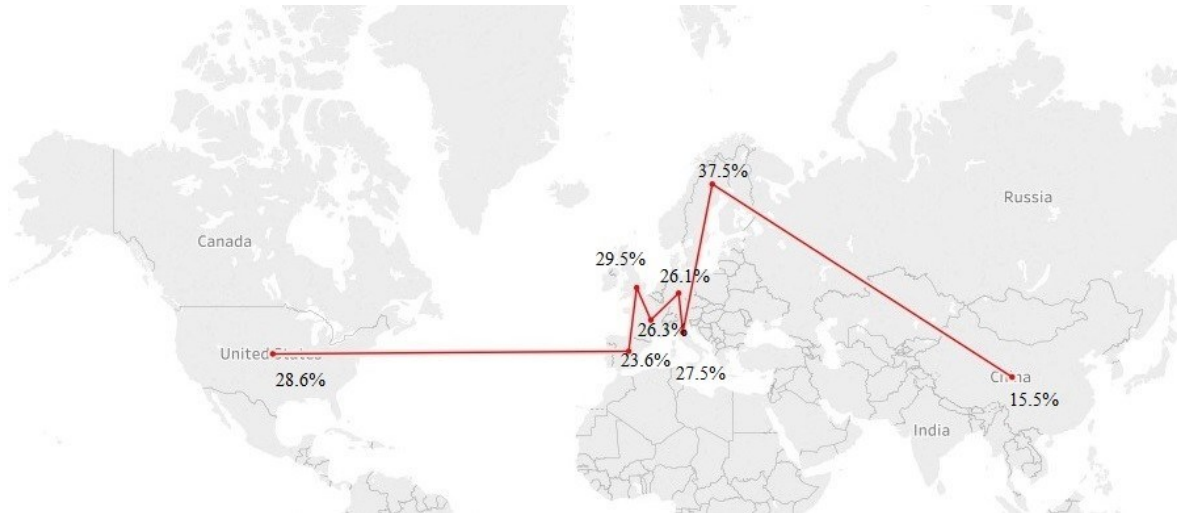 37.5%
Russia
Canada
29.5%
26.1%
26.3%
United States
23.6%
27.5%
28.6%
China
15.5%
India